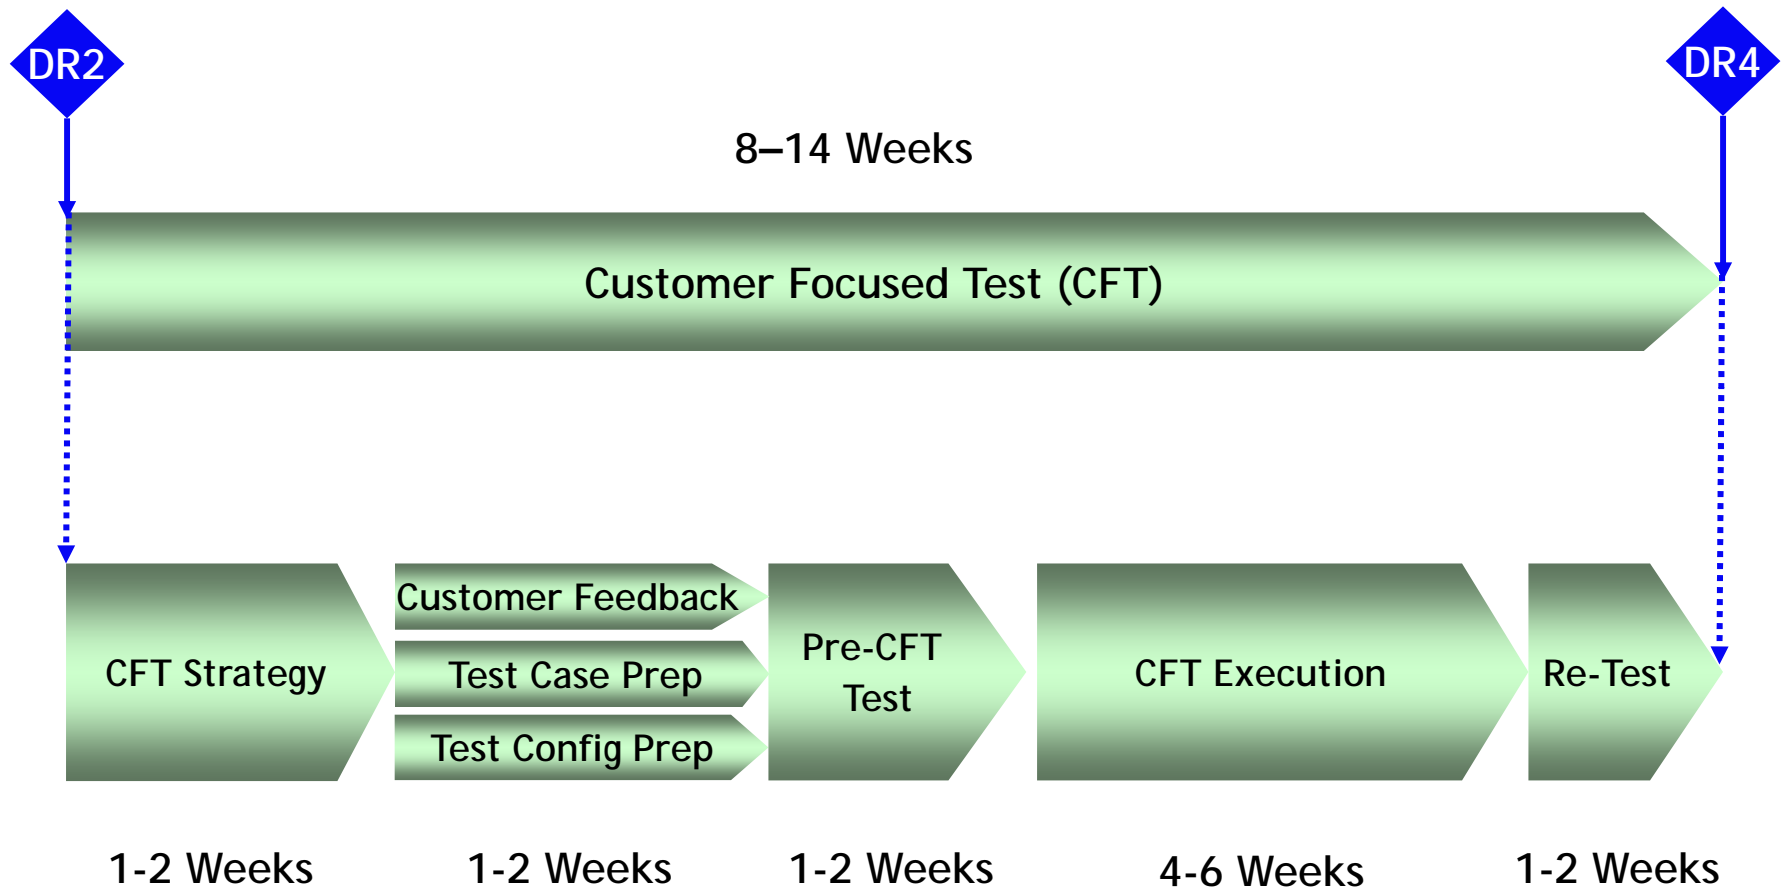 DR2
DR4
8–14 Weeks
Customer Focused Test (CFT)
CFT Strategy
Customer Feedback
Test Case Prep
Test Config Prep
Pre-CFT
Test
CFT Execution
Re-Test
1-2 Weeks
1-2 Weeks
1-2 Weeks
4-6 Weeks
1-2 Weeks